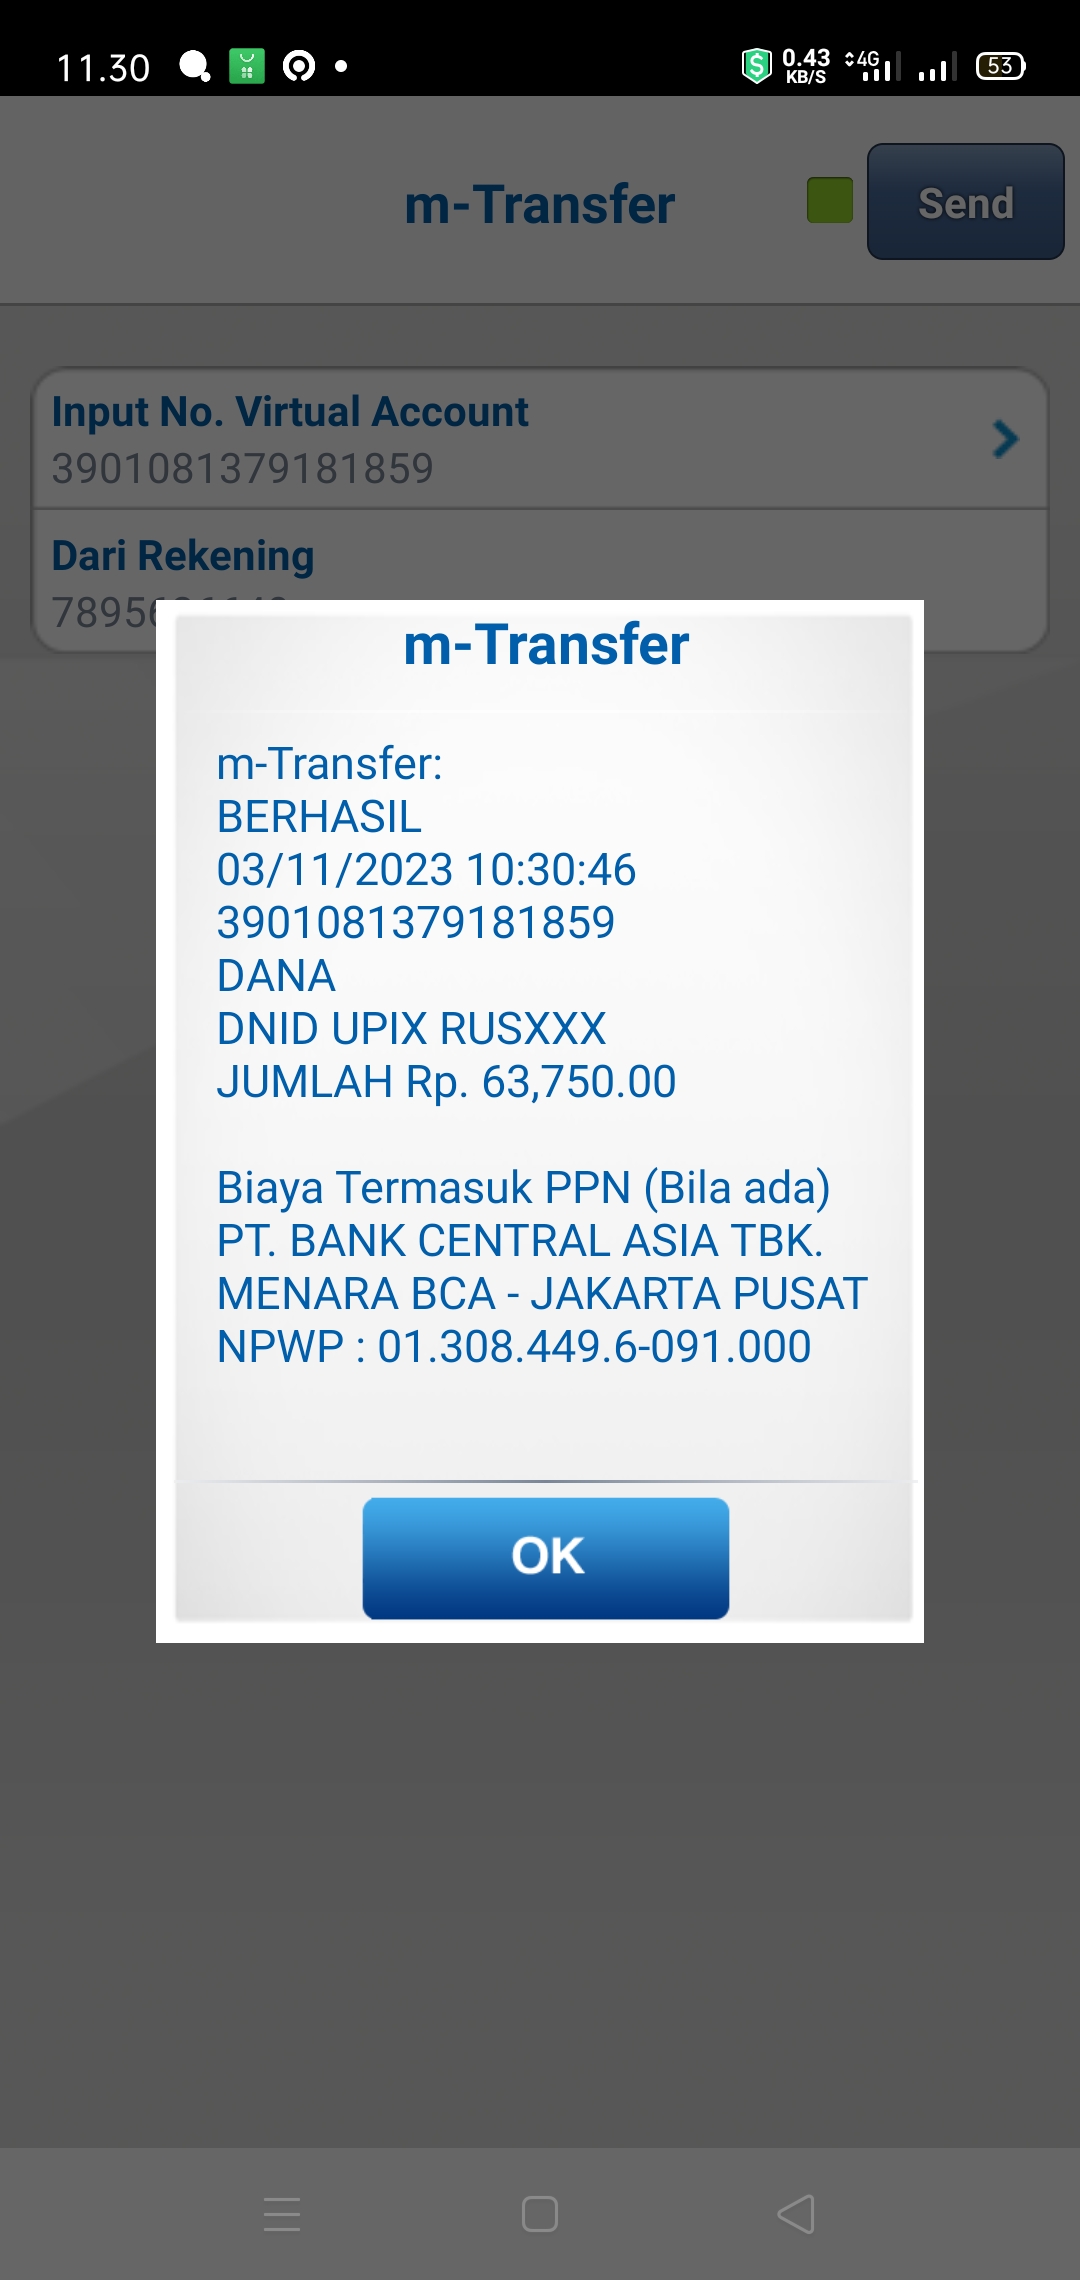 11.30
0.43
KB/S
4G
53
m-Transfer
Send
Input No. Virtual Account
3901081379181859
Dari Rekening
m-Transfer
m-Transfer:
BERHASIL
03/11/2023 10:30:46
3901081379181859
DANA
DNID UPIX RUSXXX
JUMLAH Rp. 63,750.00
Biaya Termasuk PPN (Bila ada)
PT. BANK CENTRAL ASIA TBK.
MENARA BCA - JAKARTA PUSAT
NPWP : 01.308.449.6-091.000
OK